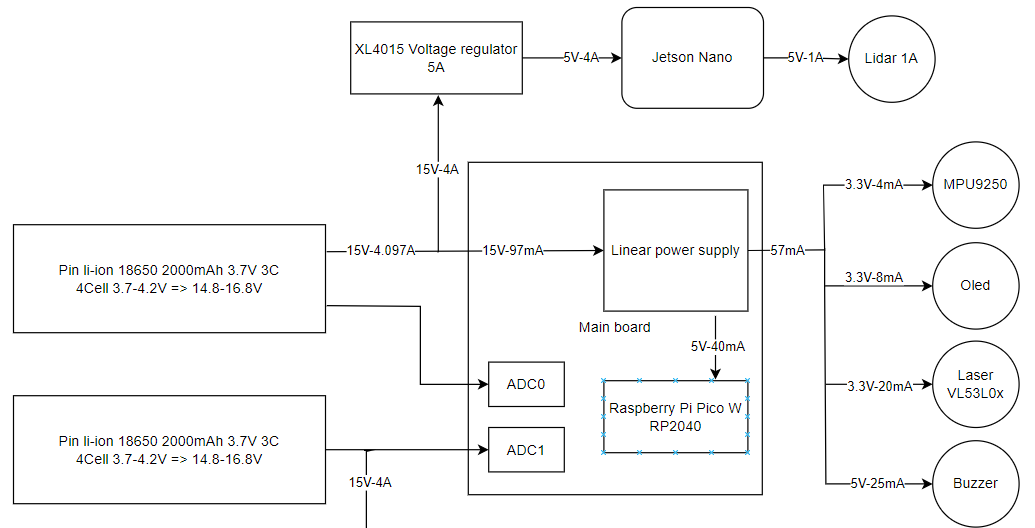 XL4015 Voltage regulator
5A
5V-4A
Jetson Nano
5V-1A
Lidar 1A
15V-4A
Pin li-ion 18650 2000mAh 3.7V 3C
4Cell 3.7-4.2V => 14.8-16.8V
15V-4.097A
15V-97mA
Linear power supply
57mA
3.3V-4mA
MPU9250
3.3V-8mA
Oled
Main board
5V-40mA
ADC0
Raspberry Pi Pico W
RP2040
3.3V-20mA
Laser
VL53L0x
Pin li-ion 18650 2000mAh 3.7V 3C
4Cell 3.7-4.2V => 14.8-16.8V
ADC1
15V-4A
5V-25mA
Buzzer